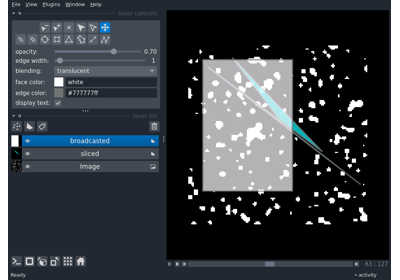 File View Plugins Window Help
layer controls
opacity: 0.70
edge width: 1
blending: translucent
face color: white
edge color: #777777ff
display text:
layer list
broadcasted
sliced
Image
63 127
Ready activity